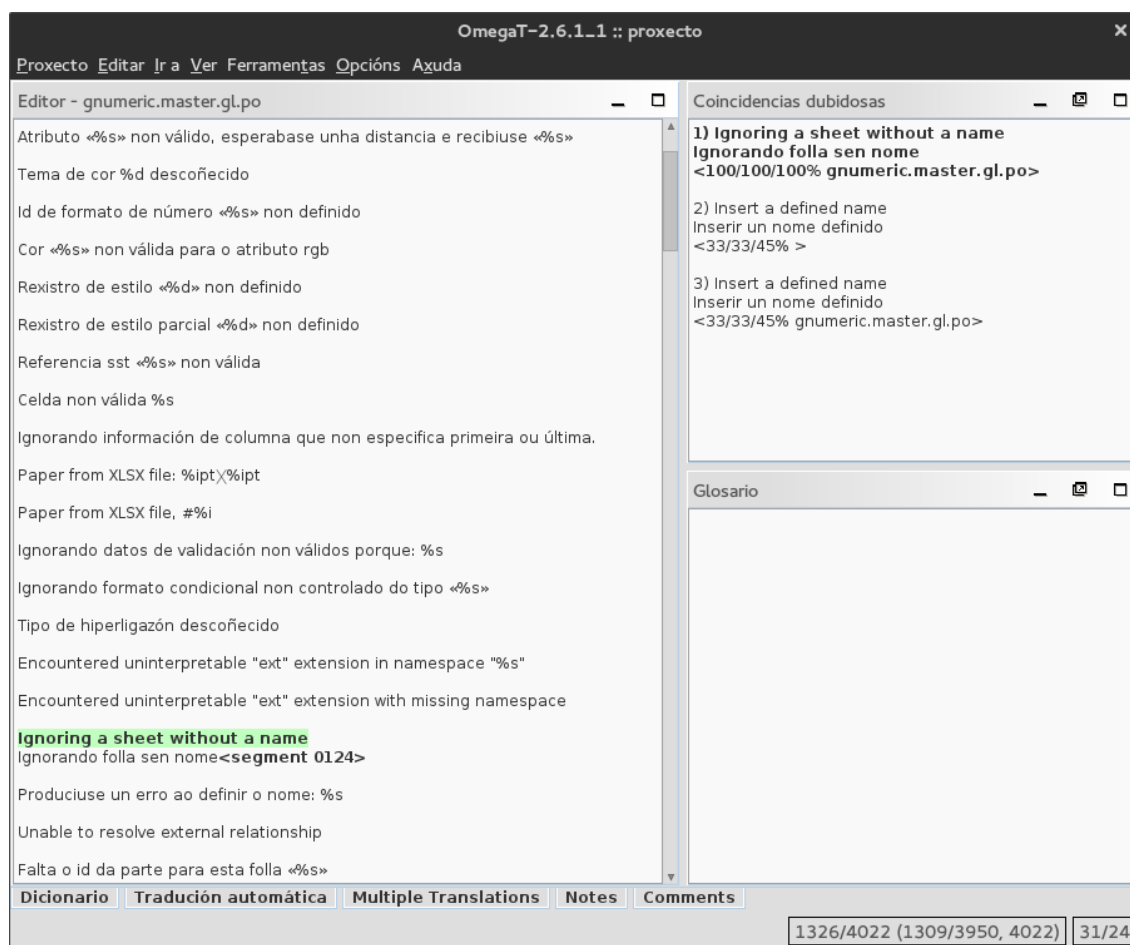 OmegaT-2.6.1_1 :: proxecto
Proxecto Editar Ir a Ver Ferramentas Opcións Axuda
Editor - gnumeric.master.gl.po
Atributo «%s» non válido, esperabase unha distancia e recibiuse «%s»
Tema de cor %d descoñecido
Id de formato de número «%s» non definido
Cor «%s» non válida para o atributo rgb
Rexistro de estilo «%d» non definido
Rexistro de estilo parcial «%d» non definido
Referencia sst «%s» non válida
Celda non válida %s
Ignorando información de columna que non especifica primeira ou última.
Paper from XLSX file: %ipt╳%ipt
Paper from XLSX file, #%i
Ignorando datos de validación non válidos porque: %s
Ignorando formato condicional non controlado do tipo «%s»
Tipo de hiperligazón descoñecido
Encountered uninterpretable "ext" extension in namespace "%s"
Encountered uninterpretable "ext" extension with missing namespace
Ignoring a sheet without a name
Ignorando folla sen nome<segment 0124>
Produciuse un erro ao definir o nome: %s
Unable to resolve external relationship
Falta o id da parte para esta folla «%s»
Coincidencias dubidosas
1) Ignoring a sheet without a name
Ignorando folla sen nome
<100/100/100% gnumeric.master.gl.po>
2) Insert a defined name
Inserir un nome definido
<33/33/45% >
3) Insert a defined name
Inserir un nome definido
<33/33/45% gnumeric.master.gl.po>
Glosario
Dicionario Tradución automática Multiple Translations Notes Comments
1326/4022 (1309/3950, 4022) 31/24